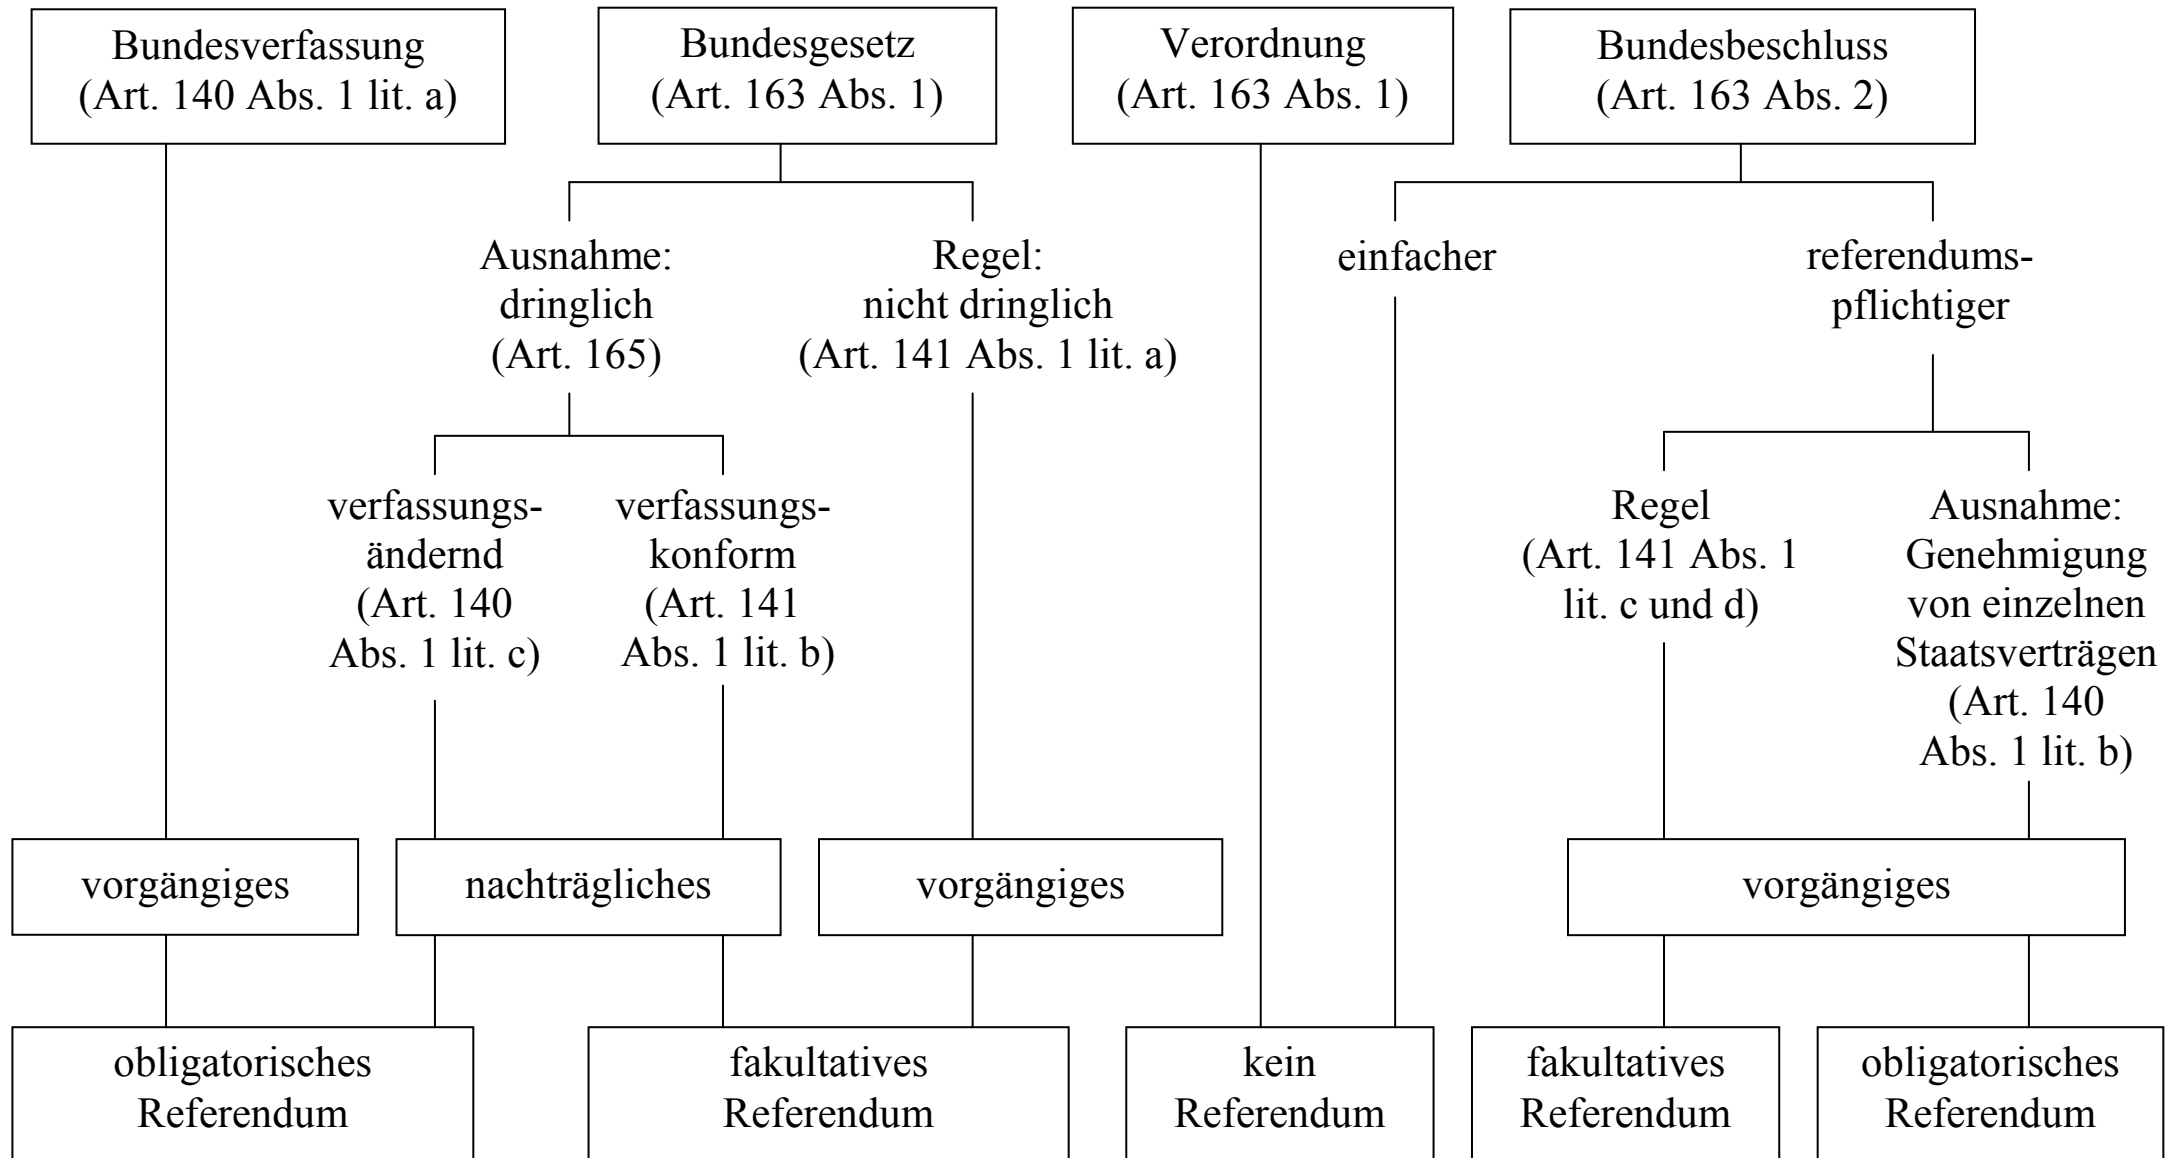 Bundesverfassung
(Art. 140 Abs. 1 lit. a)
Bundesgesetz
(Art. 163 Abs. 1)
Verordnung
(Art. 163 Abs. 1)
Bundesbeschluss
(Art. 163 Abs. 2)
Ausnahme:
dringlich
(Art. 165)
Regel:
nicht dringlich
(Art. 141 Abs. 1 lit. a)
einfacher
referendums-
pflichtiger
verfassungs-
ändernd
(Art. 140
Abs. 1 lit. c)
verfassungs-
konform
(Art. 141
Abs. 1 lit. b)
Regel
(Art. 141 Abs. 1
lit. c und d)
Ausnahme:
Genehmigung
von einzelnen
Staatsverträgen
(Art. 140
Abs. 1 lit. b)
vorgängiges
nachträgliches
vorgängiges
vorgängiges
obligatorisches
Referendum
fakultatives
Referendum
kein
Referendum
fakultatives
Referendum
obligatorisches
Referendum